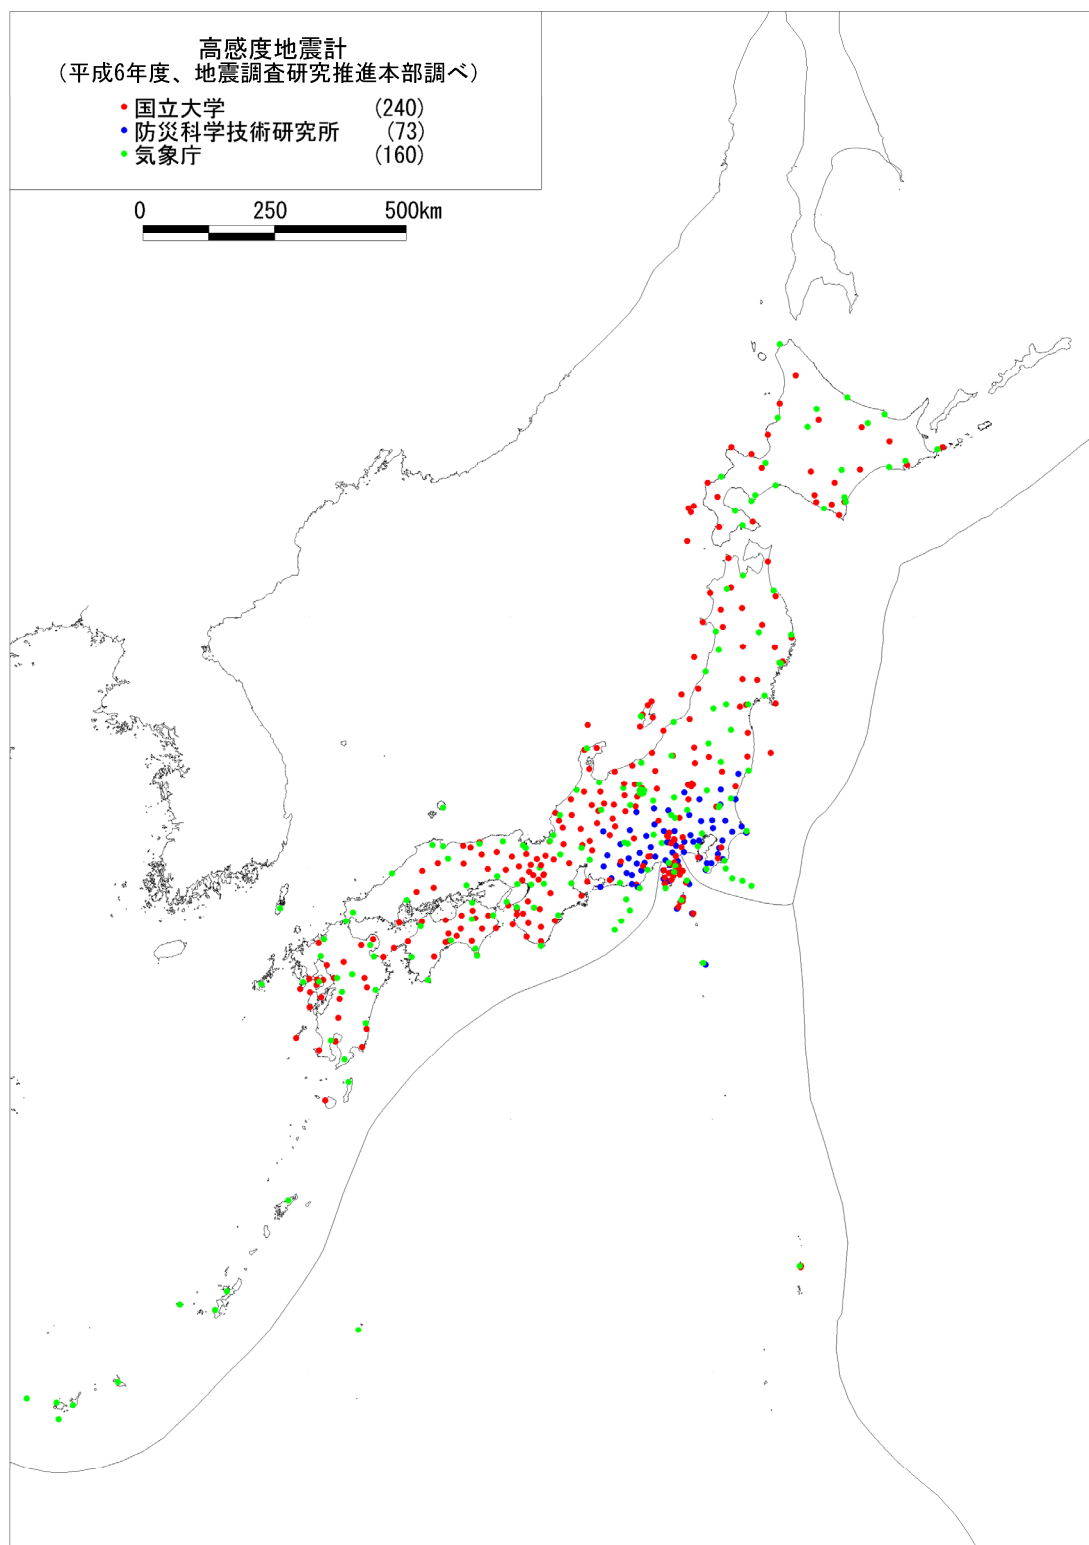 高感度地震計
（平成6年度、地震調査研究推進本部調べ）
国立大学 (240)
防災科学技術研究所 (73)
気象庁 (160)
0 250 500km